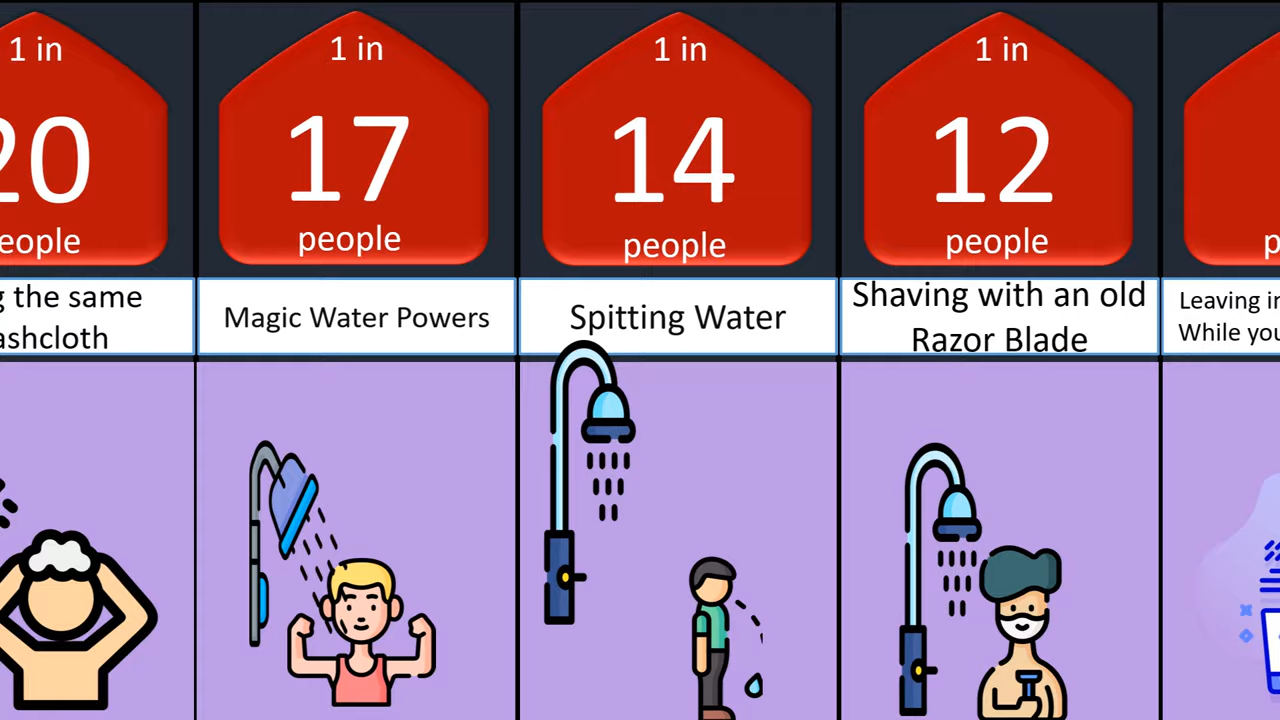 1 in
20
people
g the same
ashcloth
1 in
17
people
Magic Water Powers
1 in
14
people
Spitting Water
1 in
12
people
Shaving with an old
Razor Blade
Leaving
While you